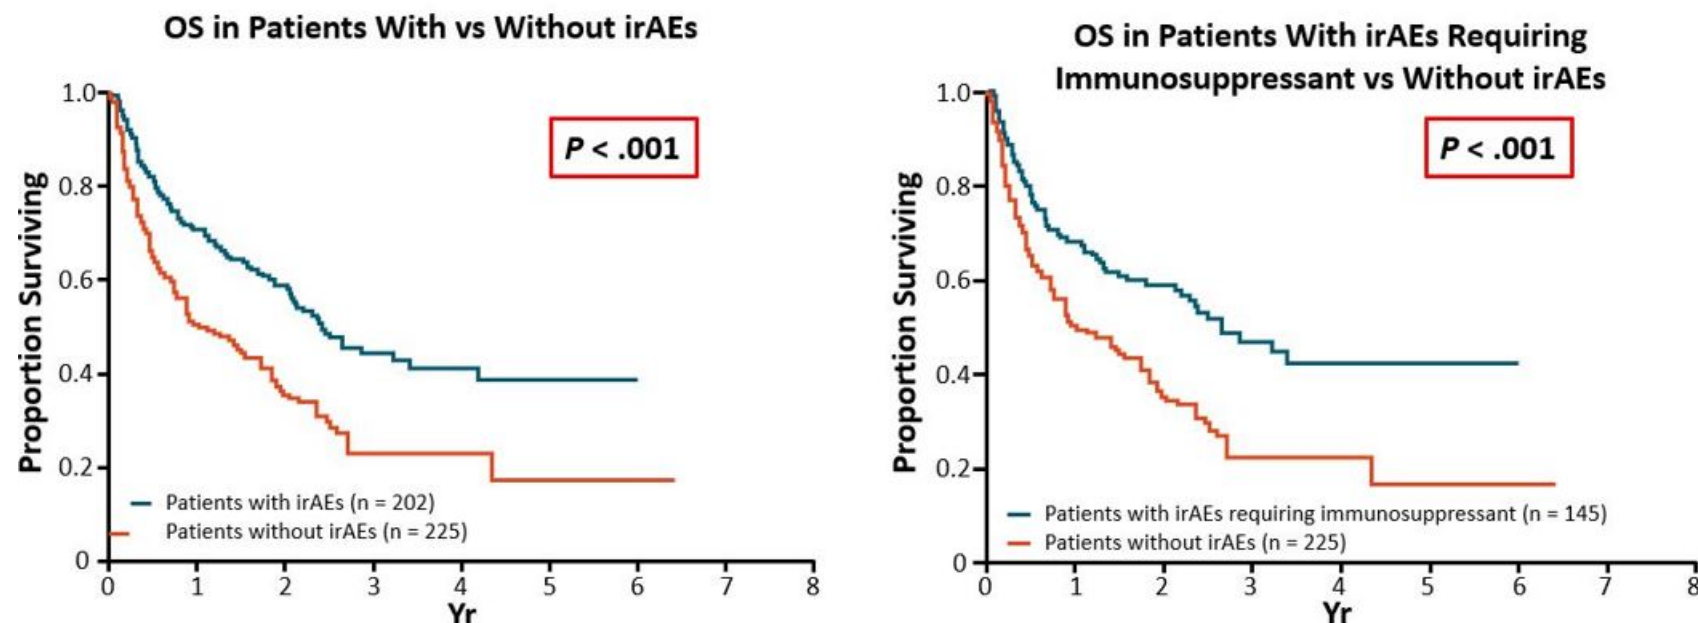 OS in Patients With vs Without irAEs
P < .001
Proportion Surviving
1.0
0.8
0.6
0.4
0.2
0
Patients with irAEs (n = 202)
Patients without irAEs (n = 225)
0 1 2 3 4 5 6 7 8
Yr
OS in Patients With irAEs Requiring
Immunosuppressant vs Without irAEs
P < .001
Proportion Surviving
1.0
0.8
0.6
0.4
0.2
0
Patients with irAEs requiring immunosuppressant (n = 145)
Patients without irAEs (n = 225)
0 1 2 3 4 5 6 7 8
Yr